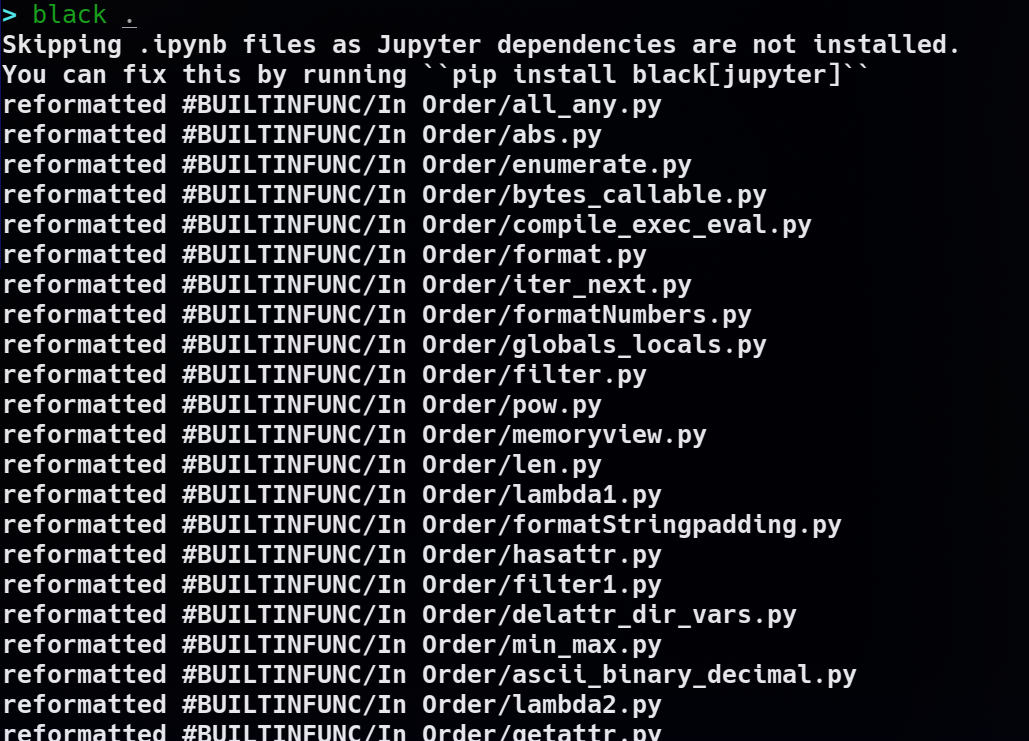 > black .
Skipping .ipynb files as Jupyter dependencies are not installed.
You can fix this by running ``pip install black[jupyter]``
reformatted #BUILTINFUNC/In Order/all_any.py
reformatted #BUILTINFUNC/In Order/abs.py
reformatted #BUILTINFUNC/In Order/enumerate.py
reformatted #BUILTINFUNC/In Order/bytes_callable.py
reformatted #BUILTINFUNC/In Order/compile_exec_eval.py
reformatted #BUILTINFUNC/In Order/format.py
reformatted #BUILTINFUNC/In Order/iter_next.py
reformatted #BUILTINFUNC/In Order/formatNumbers.py
reformatted #BUILTINFUNC/In Order/globals_locals.py
reformatted #BUILTINFUNC/In Order/filter.py
reformatted #BUILTINFUNC/In Order/pow.py
reformatted #BUILTINFUNC/In Order/memoryview.py
reformatted #BUILTINFUNC/In Order/len.py
reformatted #BUILTINFUNC/In Order/lambda1.py
reformatted #BUILTINFUNC/In Order/formatStringpadding.py
reformatted #BUILTINFUNC/In Order/hasattr.py
reformatted #BUILTINFUNC/In Order/filter1.py
reformatted #BUILTINFUNC/In Order/delattr_dir_vars.py
reformatted #BUILTINFUNC/In Order/min_max.py
reformatted #BUILTINFUNC/In Order/ascii_binary_decimal.py
reformatted #BUILTINFUNC/In Order/lambda2.py
reformatted #BUILTINFUNC/In Order/getattr.py